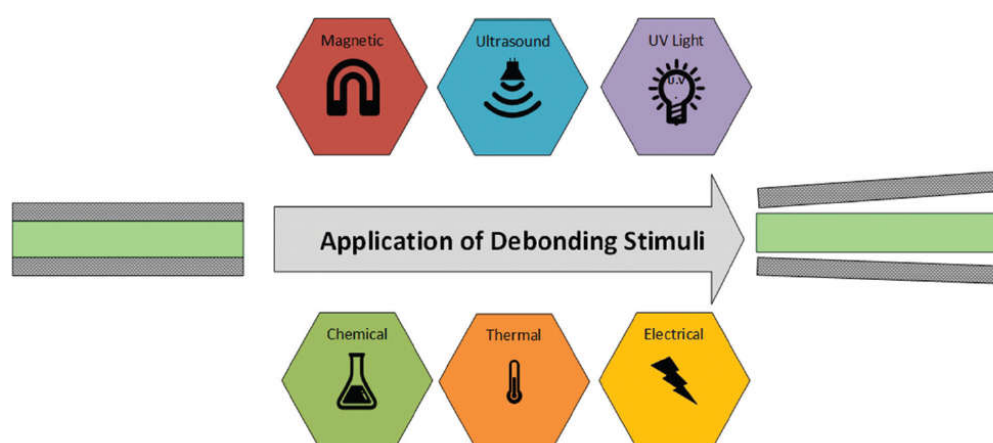 Magnetic
Ultrasound
UV Light
U.V
Application of Debonding Stimuli
Chemical
Thermal
Electrical